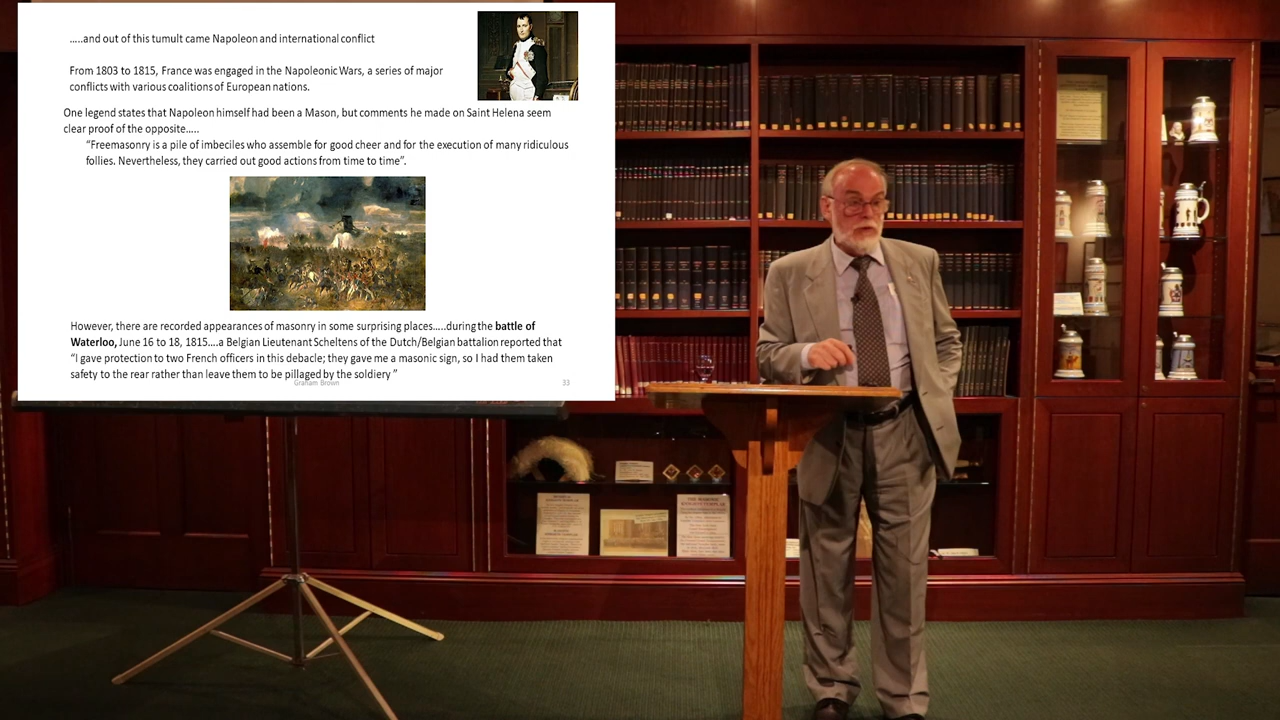 …..and out of this tumult came Napoleon and international conflict
From 1803 to 1815, France was engaged in the Napoleonic Wars, a series of major
conflicts with various coalitions of European nations.
One legend states that Napoleon himself had been a Mason, but comments he made on Saint Helena seem
clear proof of the opposite…..
“Freemasonry is a pile of imbeciles who assemble for good cheer and for the execution of many ridiculous
follies. Nevertheless, they carried out good actions from time to time”.
However, there are recorded appearances of masonry in some surprising places…..during the battle of
Waterloo, June 16 to 18, 1815….a Belgian Lieutenant Scheltens of the Dutch/Belgian battalion reported that
“I gave protection to two French officers in this debacle; they gave me a masonic sign, so I had them taken
safety to the rear rather than leave them to be pillaged by the soldiery ”
Graham Brown
33